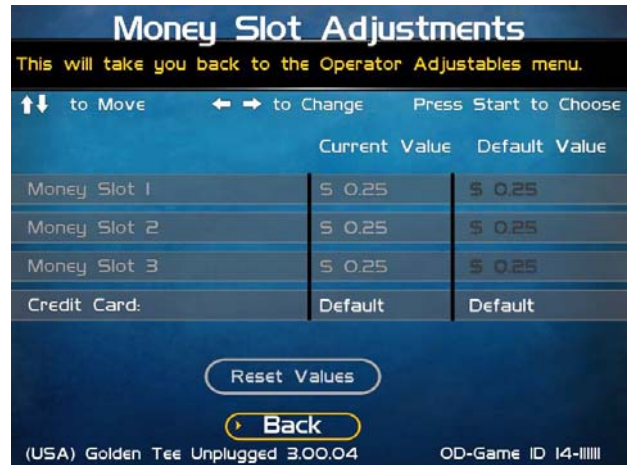 Money Slot Adjustments
This will take you back to the Operator Adjustables menu.
to Move to Change Press Start to Choose
Current Value Default Value
Money Slot 1 $ 0.25 $ 0.25
Money Slot 2 $ 0.25 $ 0.25
Money Slot 3 $ 0.25 $ 0.25
Credit Card: Default Default
Reset Values
Back
(USA) Golden Tee Unplugged 3.00.04 OD-Game ID 14-111111